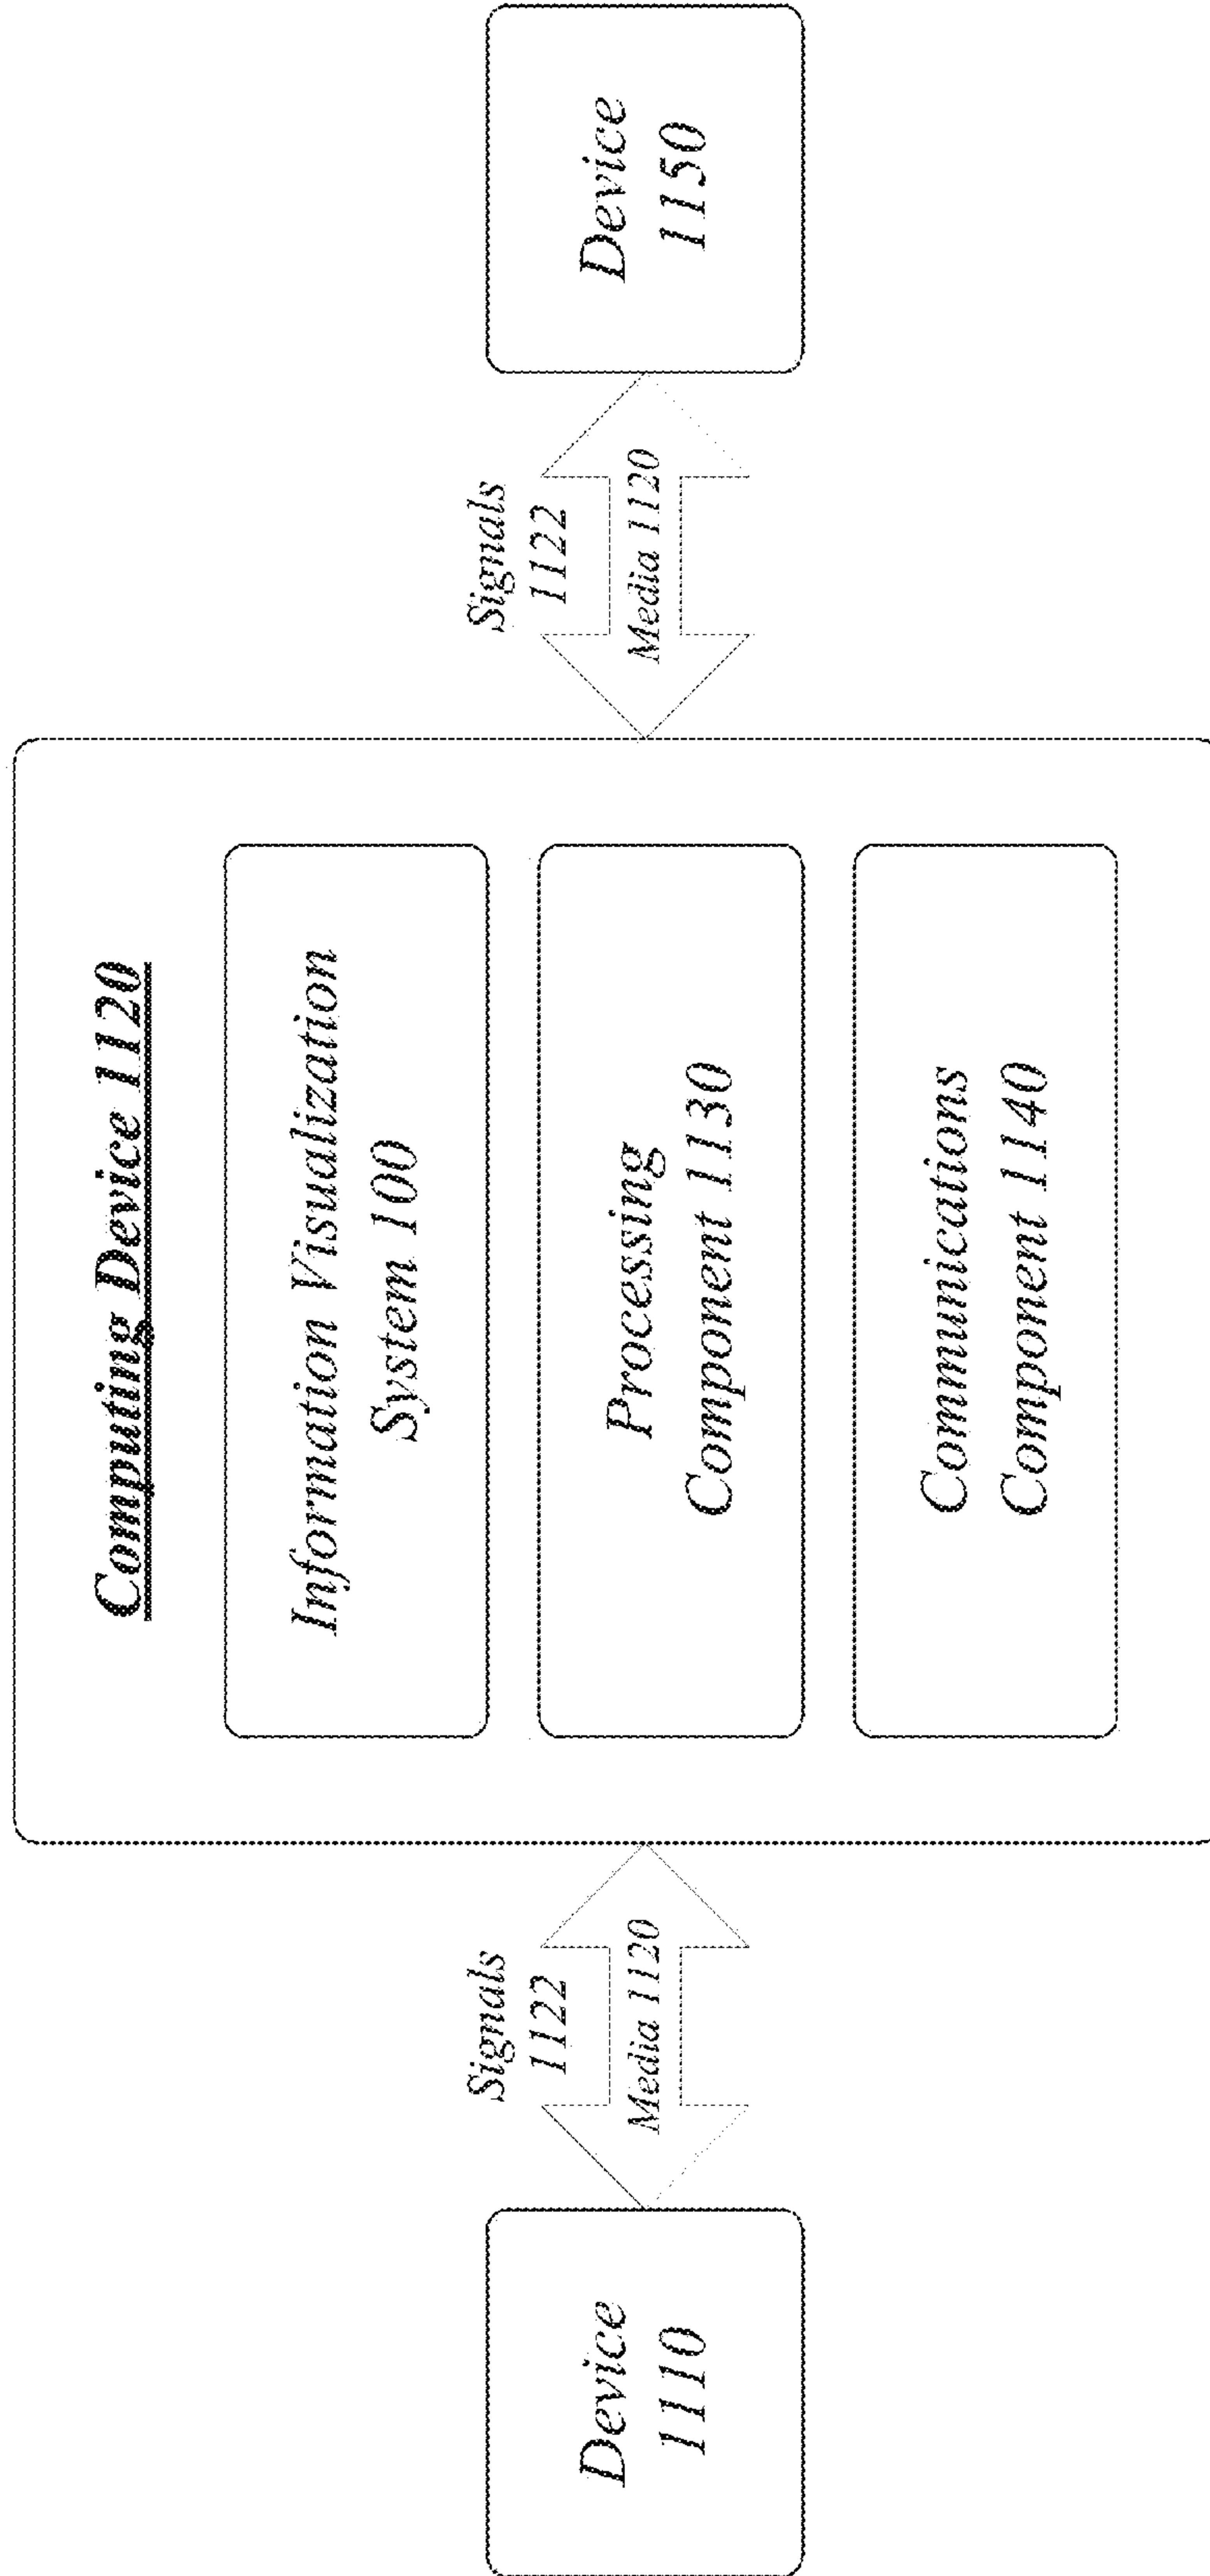 Computing Device 1120
Device
1110
Signals
1122
Media 1120
Information Visualization
System 100
Processing
Component 1130
Communications
Component 1140
Signals
1122
Media 1120
Device
1150